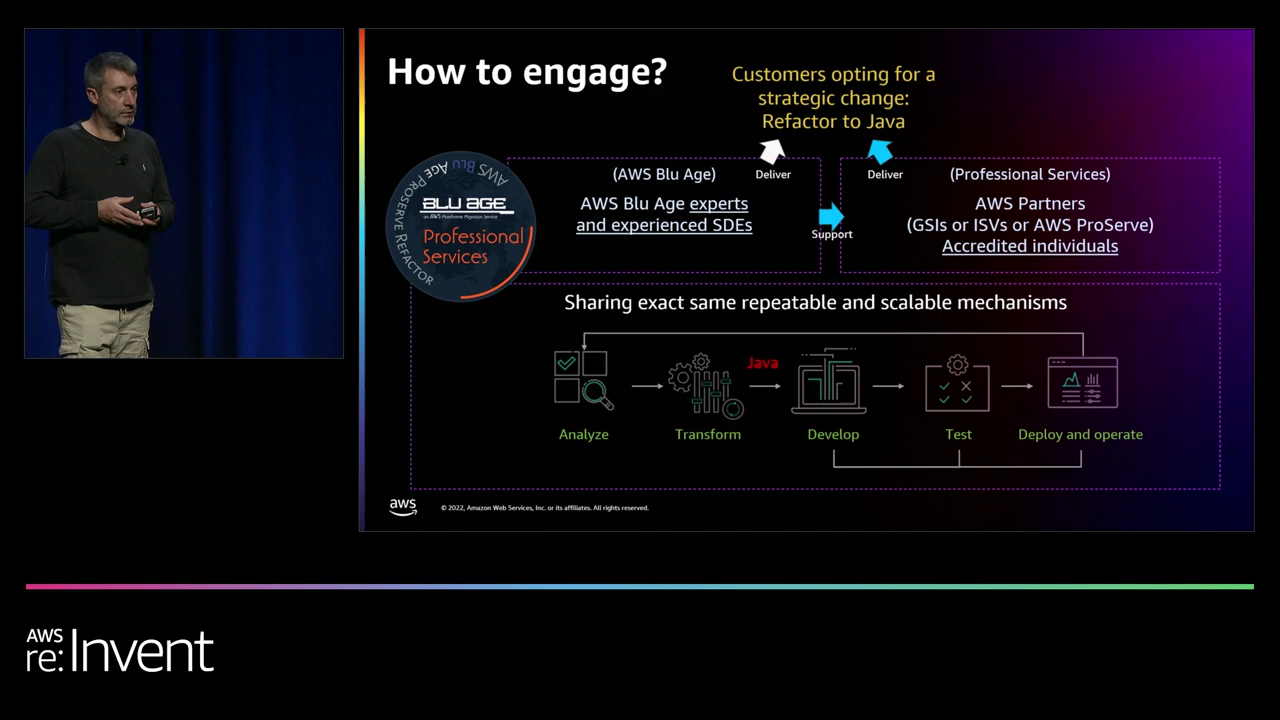 How to engage?
Customers opting for a
strategic change:
Refactor to Java
Deliver
Deliver
(AWS Blu Age)
AWS Blu Age experts
and experienced SDEs
Support
(Professional Services)
AWS Partners
(GSIs or ISVs or AWS ProServe)
Accredited individuals
AWS BLU AGE PROSERVE REFACTOR
BLU AGE
on AWS Mainframe Migration Service
Professional
Services
Sharing exact same repeatable and scalable mechanisms
Java
Analyze
Transform
Develop
Test
Deploy and operate
aws
© 2022, Amazon Web Services, Inc. or its affiliates. All rights reserved.
AWS
re:Invent